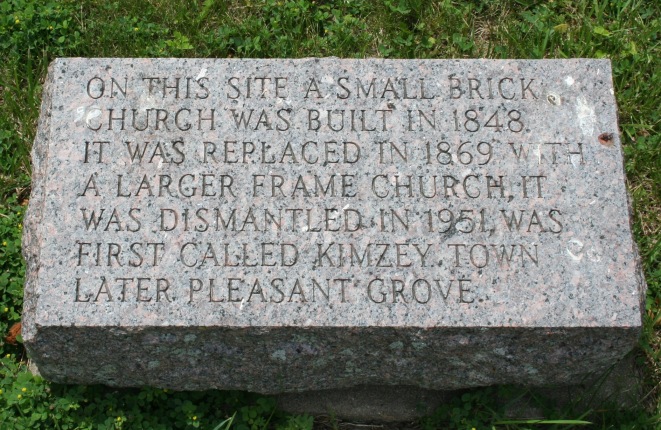 ON THIS SITE A SMALL BRICK
CHURCH WAS BUILT IN 1848.
IT WAS REPLACED IN 1869 WITH
A LARGER FRAME CHURCH, IT
WAS DISMANTLED IN 1951, WAS
FIRST CALLED KIMZEY TOWN
LATER PLEASANT GROVE.